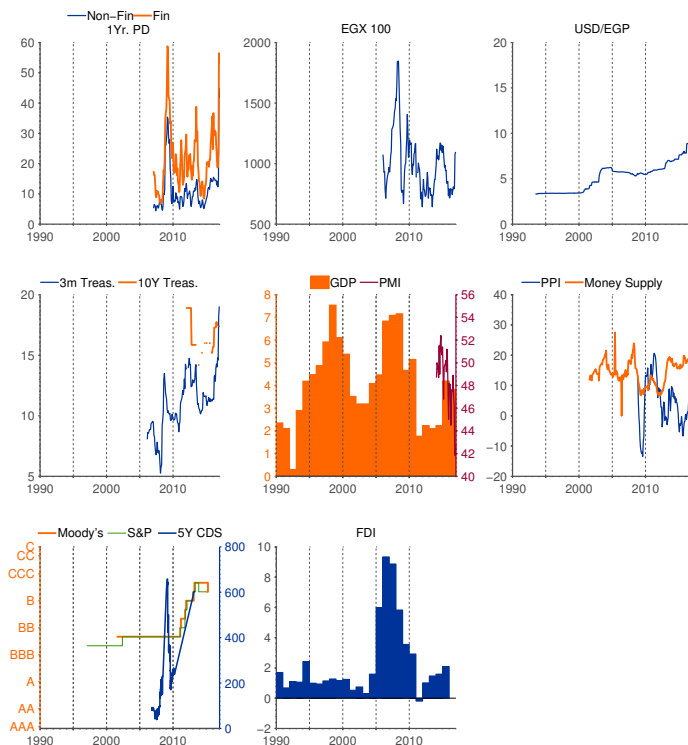 Non-Fin Fin
1Yr. PD
60
50
40
30
20
10
0
1990 2000 2010
EGX 100
2000
1500
1000
500
1990 2000 2010
USD/EGP
20
15
10
5
0
1990 2000 2010
3m Treas. 10Y Treas.
20
15
10
5
1990 2000 2010
GDP PMI
8
7
6
5
4
3
2
1
0
56
54
52
50
48
46
44
42
40
1990 2000 2010
PPI Money Supply
40
30
20
10
0
-10
-20
1990 2000 2010
Moody's S&P 5Y CDS
C
CC
CCC
B
BB
BBB
A
AA
AAA
800
600
400
200
0
1990 2000 2010
FDI
10
8
6
4
2
0
-2
1990 2000 2010